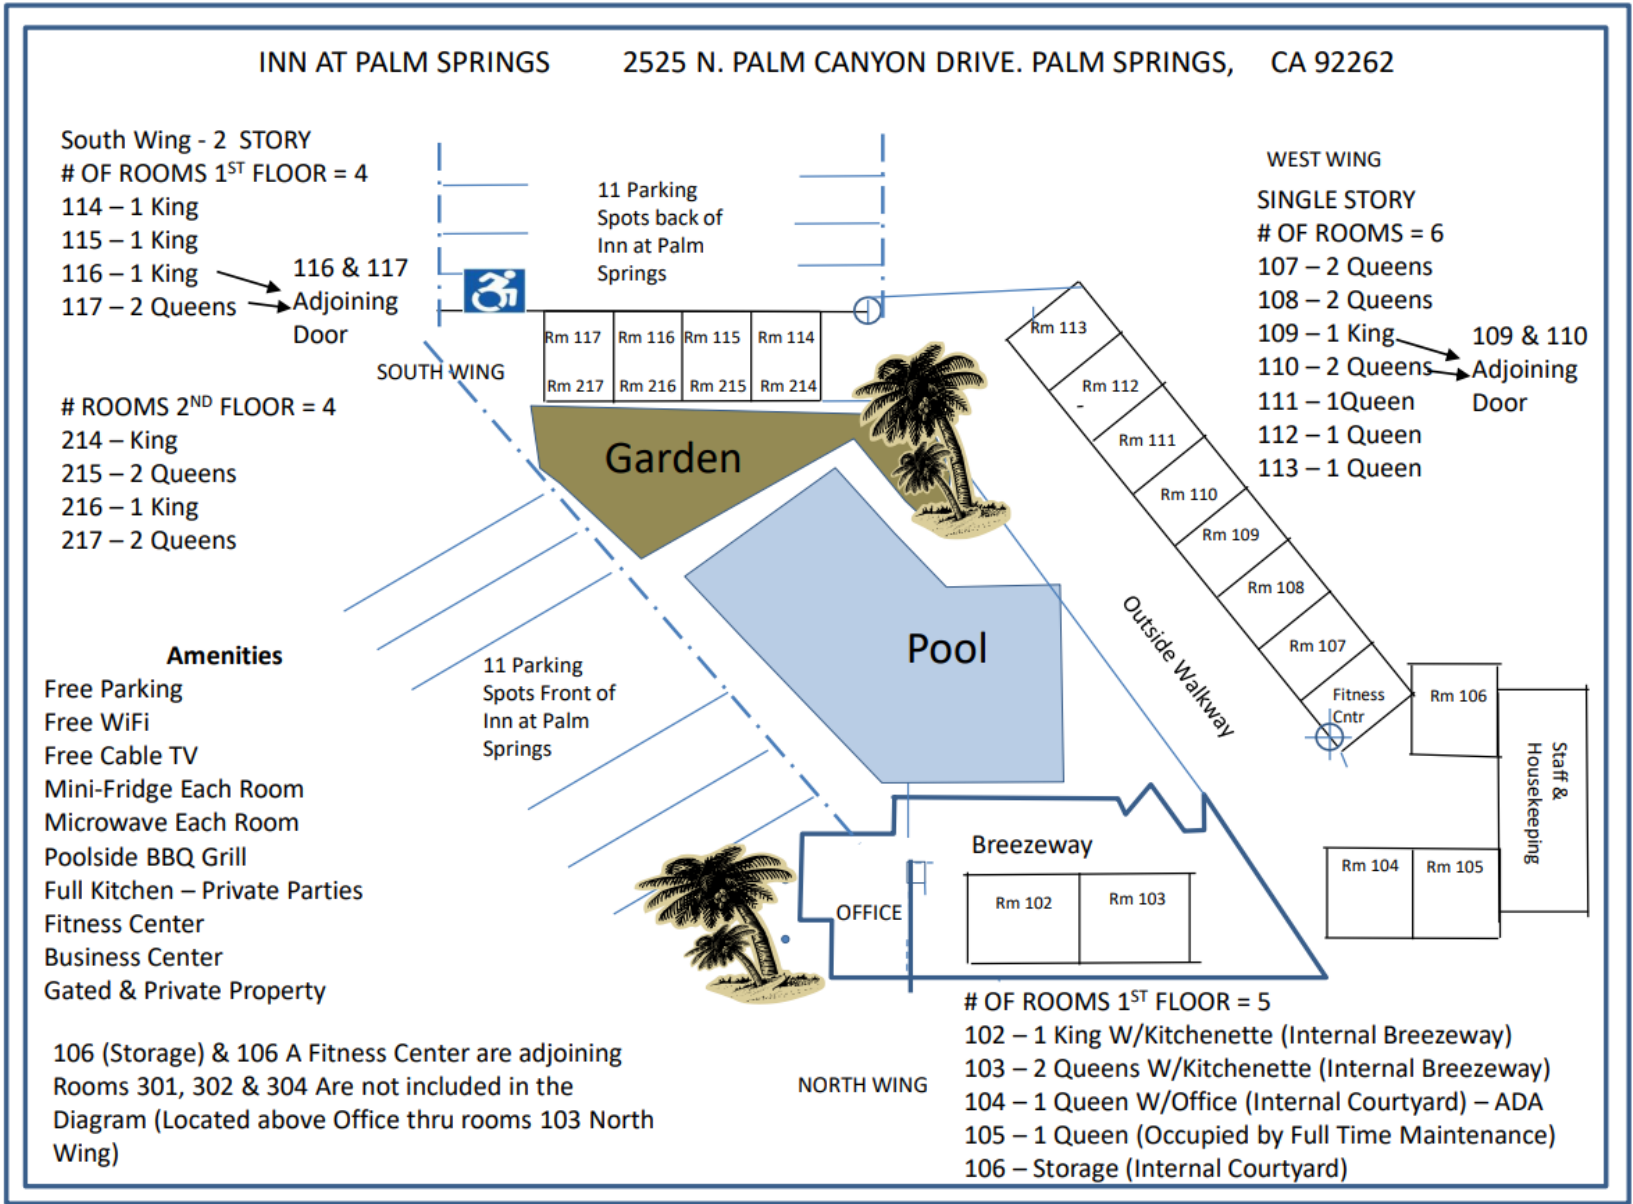 INN AT PALM SPRINGS 2525 N. PALM CANYON DRIVE. PALM SPRINGS, CA 92262
South Wing - 2 STORY
# OF ROOMS 1ST FLOOR = 4
114 – 1 King
115 – 1 King
116 – 1 King
117 – 2 Queens
116 & 117
Adjoining
Door
SOUTH WING
# ROOMS 2ND FLOOR = 4
214 – King
215 – 2 Queens
216 – 1 King
217 – 2 Queens
11 Parking
Spots back of
Inn at Palm
Springs
WEST WING
SINGLE STORY
# OF ROOMS = 6
107 – 2 Queens
108 – 2 Queens
109 – 1 King
110 – 2 Queens
111 – 1Queen
112 – 1 Queen
113 – 1 Queen
109 & 110
Adjoining
Door
Rm 117 Rm 116 Rm 115 Rm 114
Rm 217 Rm 216 Rm 215 Rm 214
Rm 113
Rm 112
-
Rm 111
Rm 110
Rm 109
Rm 108
Rm 107
Fitness
Cntr
Rm 106
Staff &
Housekeeping
Rm 104 Rm 105
Garden
Pool
Outside Walkway
11 Parking
Spots Front of
Inn at Palm
Springs
Breezeway
Rm 102 Rm 103
OFFICE
Amenities
Free Parking
Free WiFi
Free Cable TV
Mini-Fridge Each Room
Microwave Each Room
Poolside BBQ Grill
Full Kitchen – Private Parties
Fitness Center
Business Center
Gated & Private Property
106 (Storage) & 106 A Fitness Center are adjoining
Rooms 301, 302 & 304 Are not included in the
Diagram (Located above Office thru rooms 103 North
Wing)
NORTH WING
# OF ROOMS 1ST FLOOR = 5
102 – 1 King W/Kitchenette (Internal Breezeway)
103 – 2 Queens W/Kitchenette (Internal Breezeway)
104 – 1 Queen W/Office (Internal Courtyard) – ADA
105 – 1 Queen (Occupied by Full Time Maintenance)
106 – Storage (Internal Courtyard)